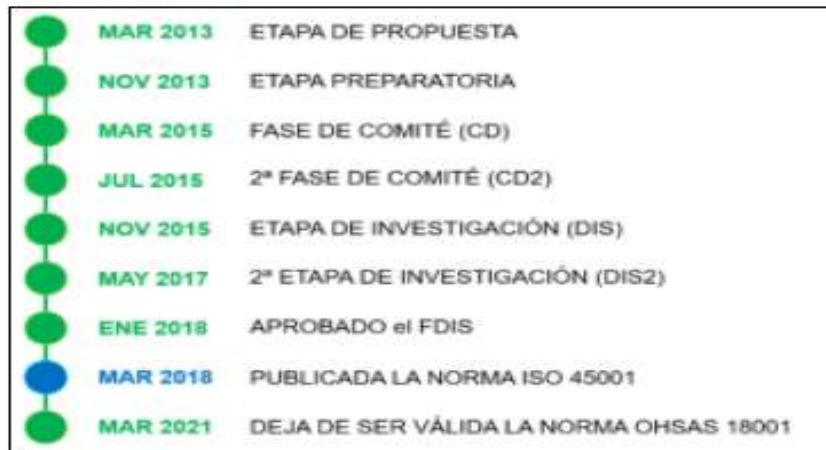 MAR 2013 ETAPA DE PROPUESTA
NOV 2013 ETAPA PREPARATORIA
MAR 2015 FASE DE COMITÉ (CD)
JUL 2015 2ª FASE DE COMITÉ (CD2)
NOV 2015 ETAPA DE INVESTIGACIÓN (DIS)
MAY 2017 2ª ETAPA DE INVESTIGACIÓN (DIS2)
ENE 2018 APROBADO el FDIS
MAR 2018 PUBLICADA LA NORMA ISO 45001
MAR 2021 DEJA DE SER VÁLIDA LA NORMA OHSAS 18001